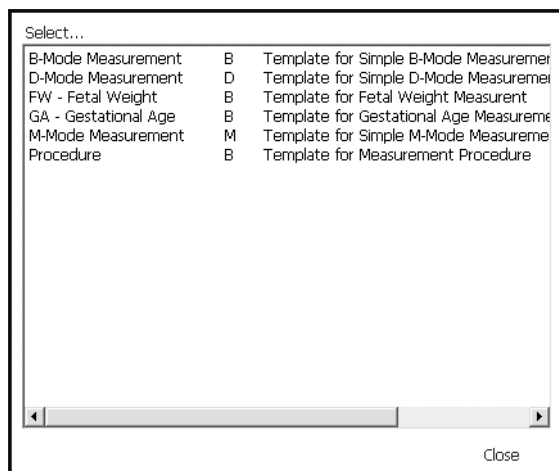 Select...
B-Mode Measurement B Template for Simple B-Mode Measuremer
D-Mode Measurement D Template for Simple D-Mode Measuremer
FW - Fetal Weight B Template for Fetal Weight Measurent
GA - Gestational Age B Template for Gestational Age Measureme
M-Mode Measurement M Template for Simple M-Mode Measureme
Procedure B Template for Measurement Procedure
Close